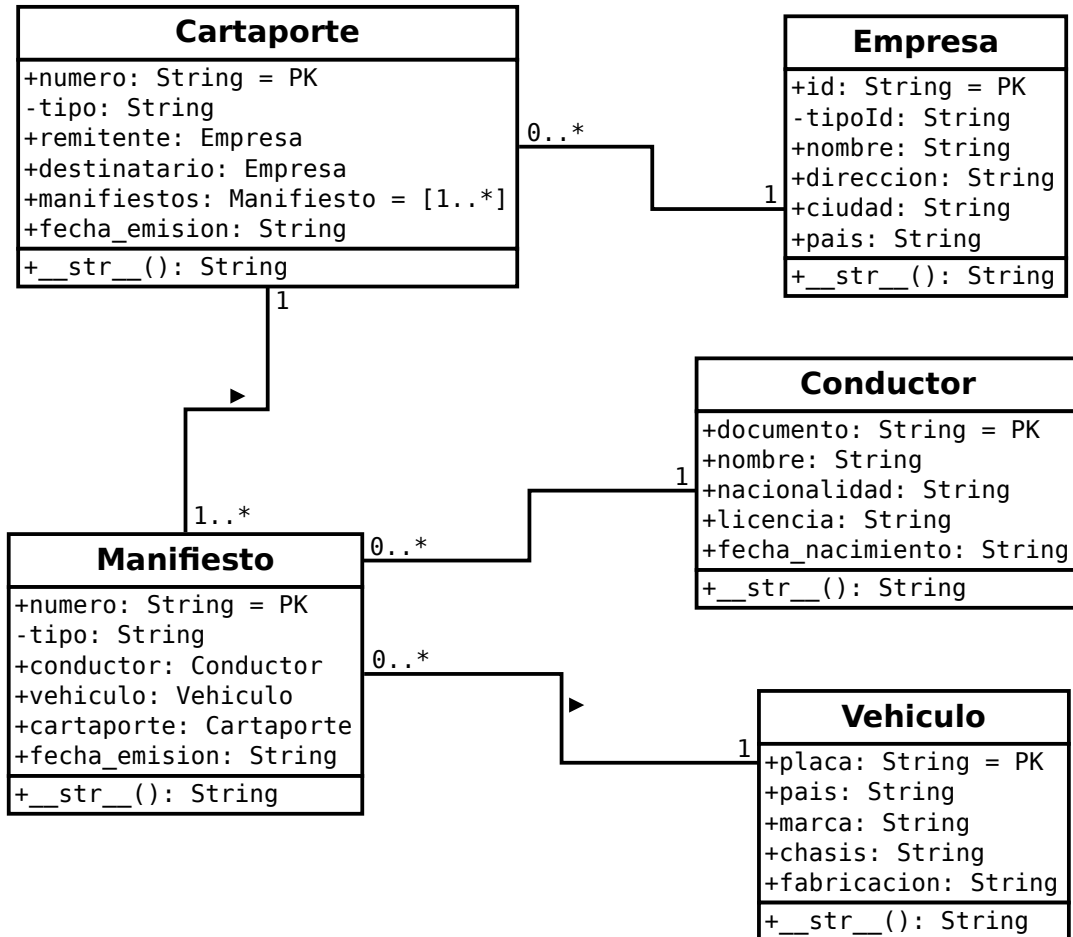 Cartaporte
+numero: String = PK
-tipo: String
+remitente: Empresa
+destinatario: Empresa
+manifiestos: Manifiesto = [1..*]
+fecha_emision: String
+__str__(): String
0..*
1
Empresa
+id: String = PK
-tipoId: String
+nombre: String
+direccion: String
+ciudad: String
+pais: String
+__str__(): String
1
1..*
Conductor
+documento: String = PK
+nombre: String
+nacionalidad: String
+licencia: String
+fecha_nacimiento: String
+__str__(): String
1
0..*
Manifiesto
+numero: String = PK
-tipo: String
+conductor: Conductor
+vehiculo: Vehiculo
+cartaporte: Cartaporte
+fecha_emision: String
+__str__(): String
0..*
1
Vehiculo
+placa: String = PK
+pais: String
+marca: String
+chasis: String
+fabricacion: String
+__str__(): String